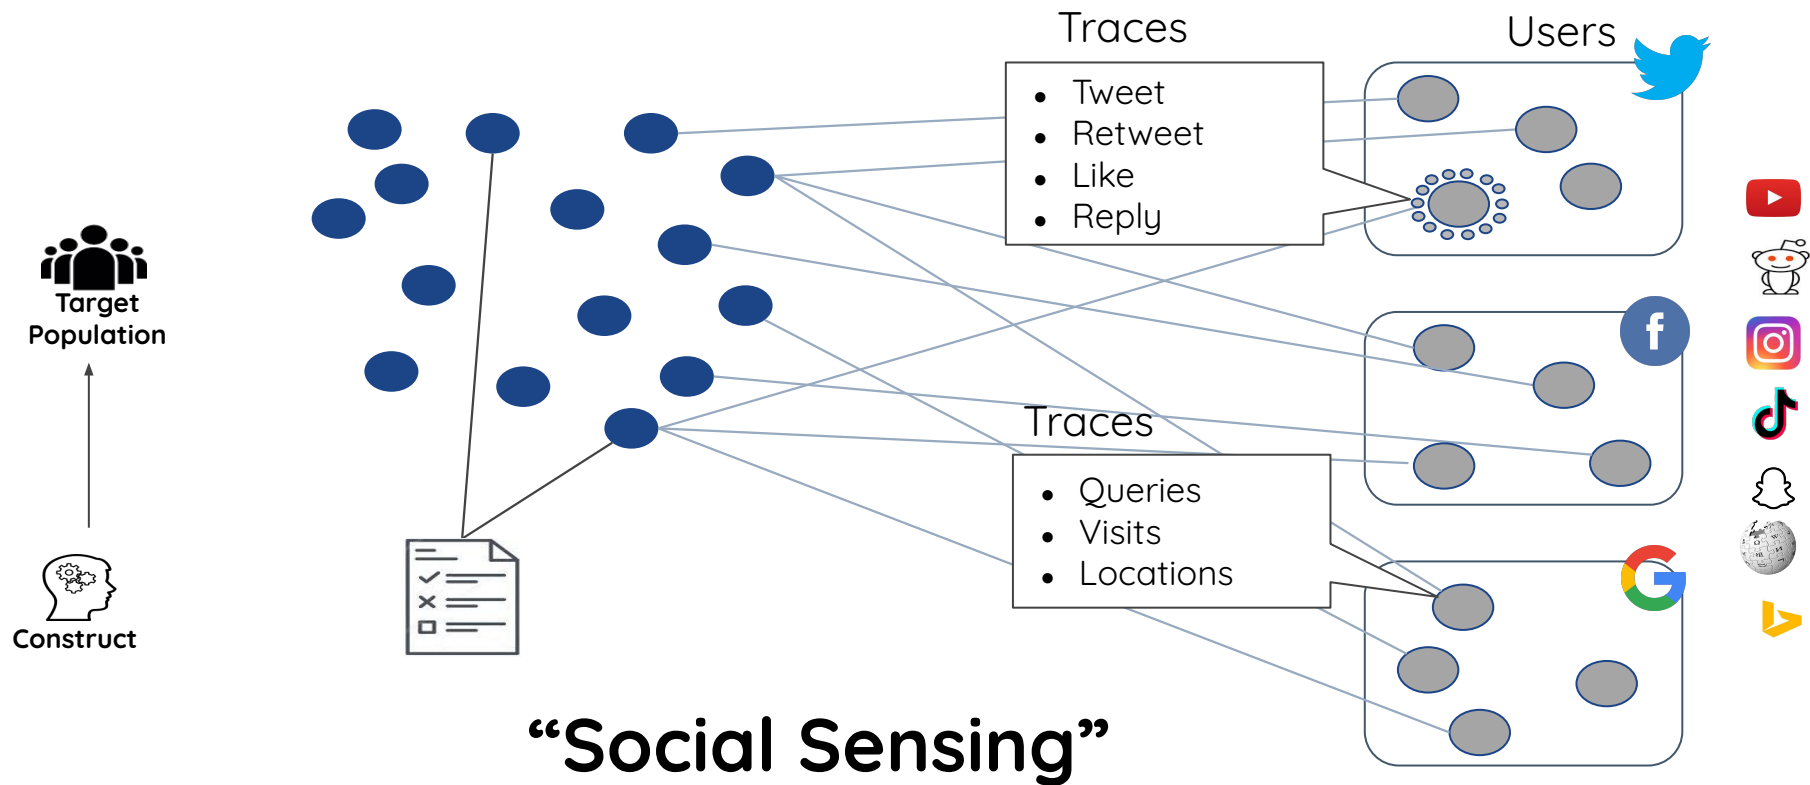 Traces
Users
• Tweet
• Retweet
• Like
• Reply
Target
Population
Traces
• Queries
• Visits
• Locations
Construct
“Social Sensing”